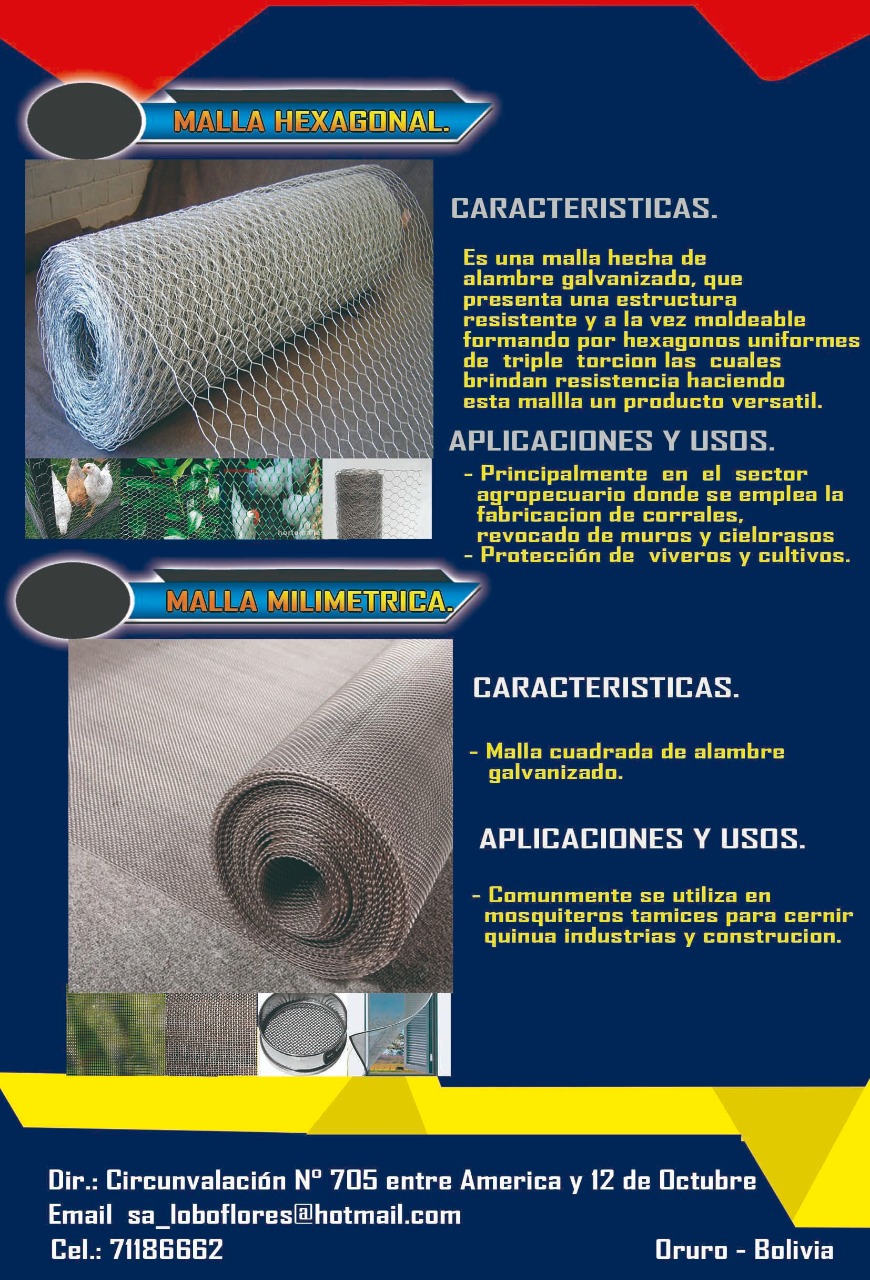 MALLA HEXAGONAL.
CARACTERISTICAS.
Es una malla hecha de
alambre galvanizado, que
presenta una estructura
resistente y a la vez moldeable
formando por hexagonos uniformes
de triple torcion las cuales
brindan resistencia haciendo
esta mallla un producto versatil.
APLICACIONES Y USOS.
- Principalmente en el sector
agropecuario donde se emplea la
fabricacion de corrales,
revocado de muros y cielorasos
- Protección de viveros y cultivos.
MALLA MILIMETRICA.
CARACTERISTICAS.
- Malla cuadrada de alambre
galvanizado.
APLICACIONES Y USOS.
- Comunmente se utiliza en
mosquiteros tamices para cernir
quinua industrias y construcion.
Dir.: Circunvalación Nº 705 entre America y 12 de Octubre
Email sa_loboflores@hotmail.com
Cel.: 71186662
Oruro - Bolivia